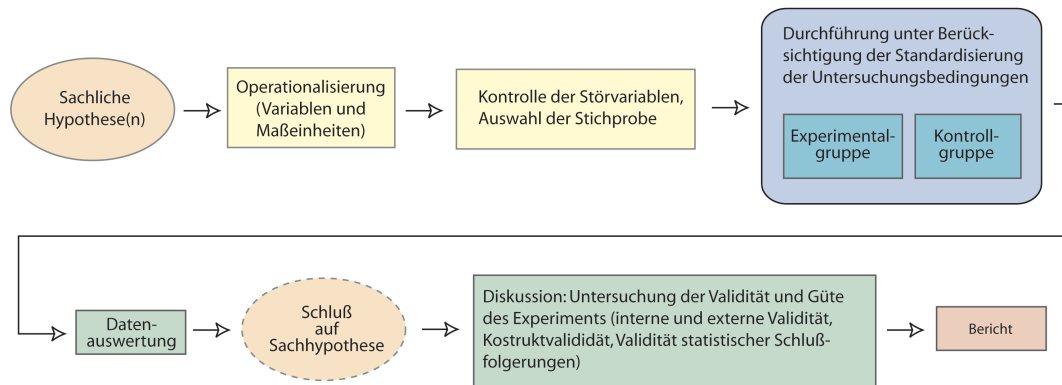 Sachliche
Hypothese(n)
Operationalisierung
(Variablen und
Maßeinheiten)
Kontrolle der Störvariablen,
Auswahl der Stichprobe
Durchführung unter Berück-
sichtigung der Standardisierung
der Untersuchungsbedingungen
Experimental-
gruppe
Kontroll-
gruppe
Daten-
auswertung
Schluß
auf
Sachhypothese
Diskussion: Untersuchung der Validität und Güte
des Experiments (interne und externe Validität,
Kostruktvalididät, Validität statistischer Schluß-
folgerungen)
Bericht